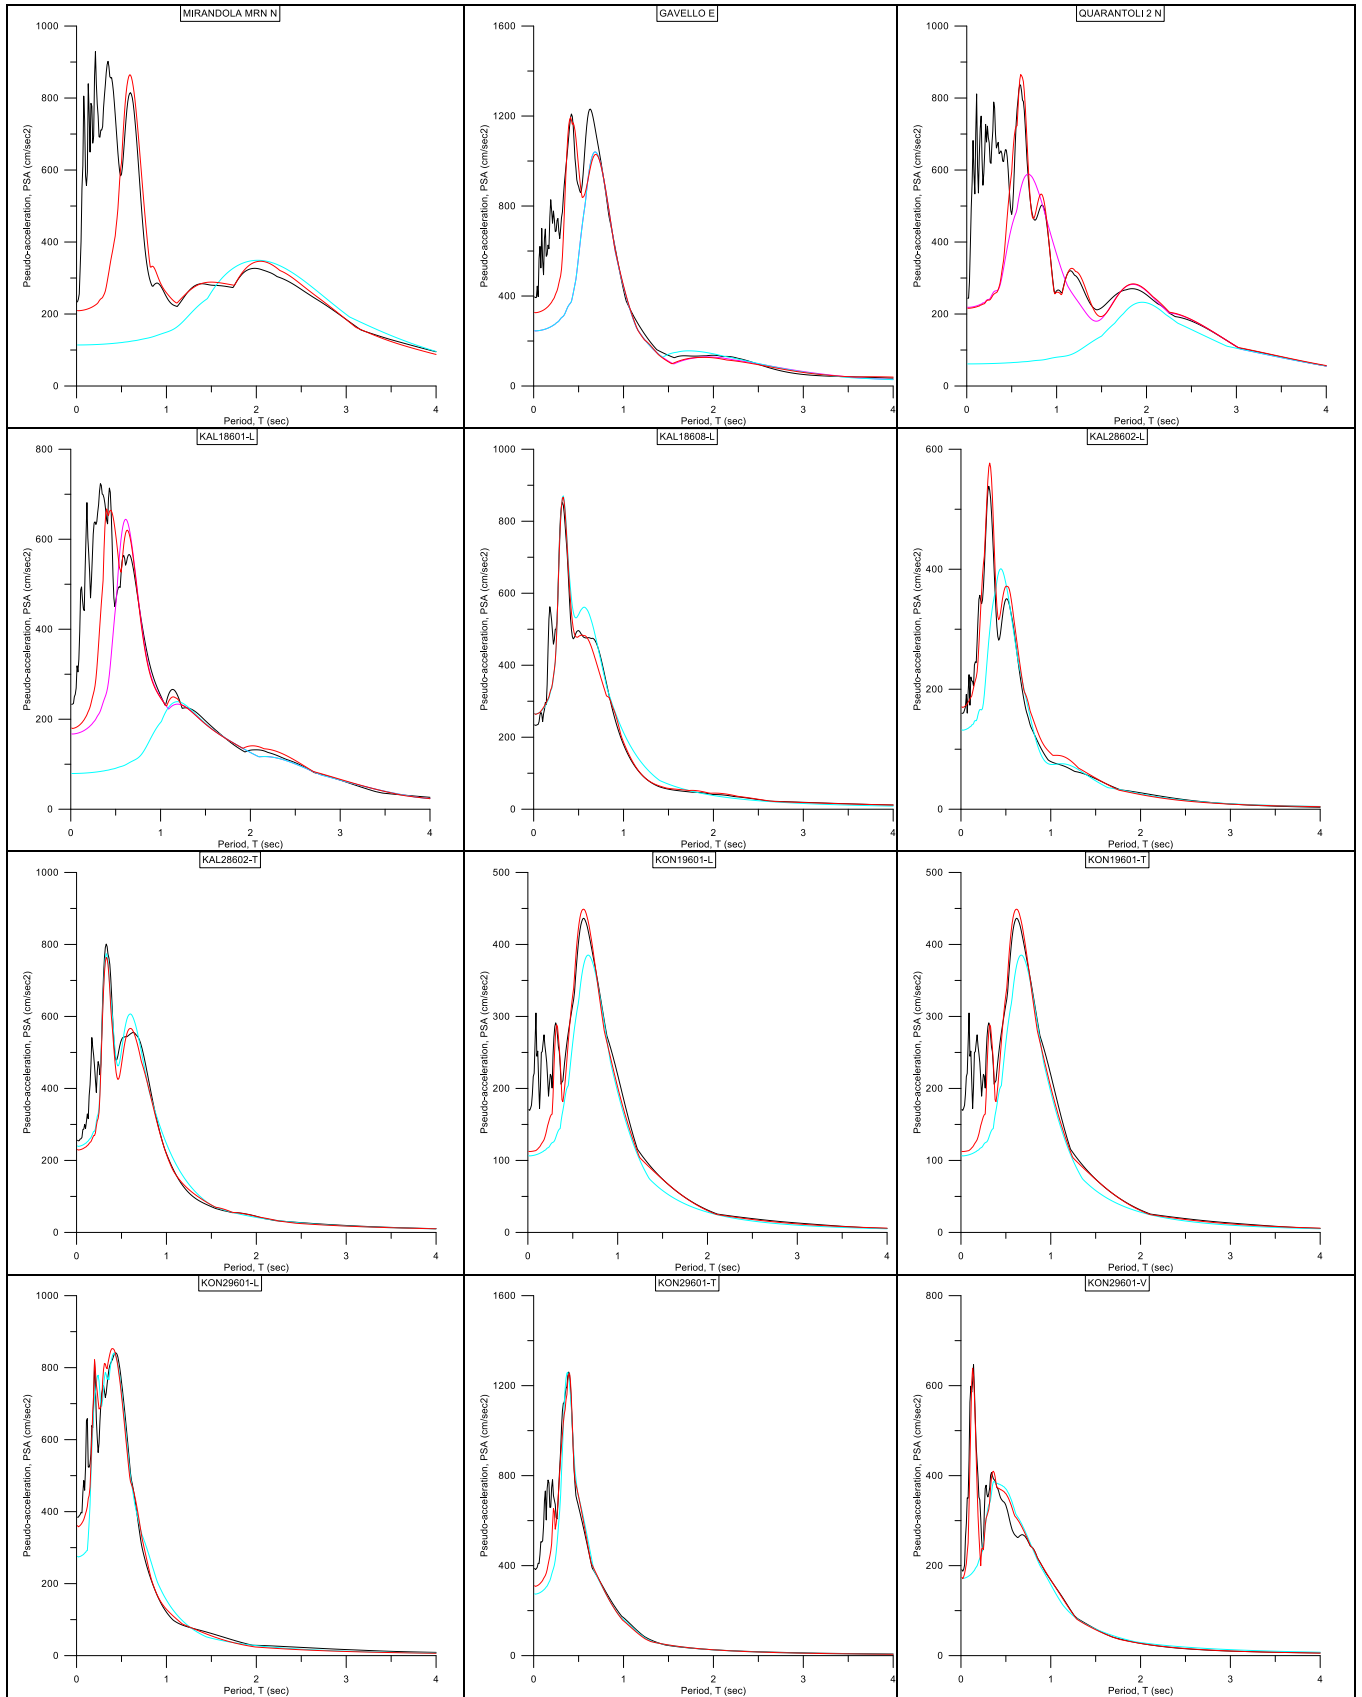 MIRANDOLA MRN N
1000
800
600
400
200
0
Pseudo-acceleration, PSA (cm/sec2)
0 1 2 3 4
Period, T (sec)
GAVELLO E
1600
1200
800
400
0
Pseudo-acceleration, PSA (cm/sec2)
0 1 2 3 4
Period, T (sec)
QUARANTOLI 2 N
1000
800
600
400
200
0
Pseudo-acceleration, PSA (cm/sec2)
0 1 2 3 4
Period, T (sec)
KAL18601-L
800
600
400
200
0
Pseudo-acceleration, PSA (cm/sec2)
0 1 2 3 4
Period, T (sec)
KAL18608-L
1000
800
600
400
200
0
Pseudo-acceleration, PSA (cm/sec2)
0 1 2 3 4
Period, T (sec)
KAL28602-L
600
400
200
0
Pseudo-acceleration, PSA (cm/sec2)
0 1 2 3 4
Period, T (sec)
KAL28602-T
1000
800
600
400
200
0
Pseudo-acceleration, PSA (cm/sec2)
0 1 2 3 4
Period, T (sec)
KON19601-L
500
400
300
200
100
0
Pseudo-acceleration, PSA (cm/sec2)
0 1 2 3 4
Period, T (sec)
KON19601-T
500
400
300
200
100
0
Pseudo-acceleration, PSA (cm/sec2)
0 1 2 3 4
Period, T (sec)
KON29601-L
1000
800
600
400
200
0
Pseudo-acceleration, PSA (cm/sec2)
0 1 2 3 4
Period, T (sec)
KON29601-T
1600
1200
800
400
0
Pseudo-acceleration, PSA (cm/sec2)
0 1 2 3 4
Period, T (sec)
KON29601-V
800
600
400
200
0
Pseudo-acceleration, PSA (cm/sec2)
0 1 2 3 4
Period, T (sec)